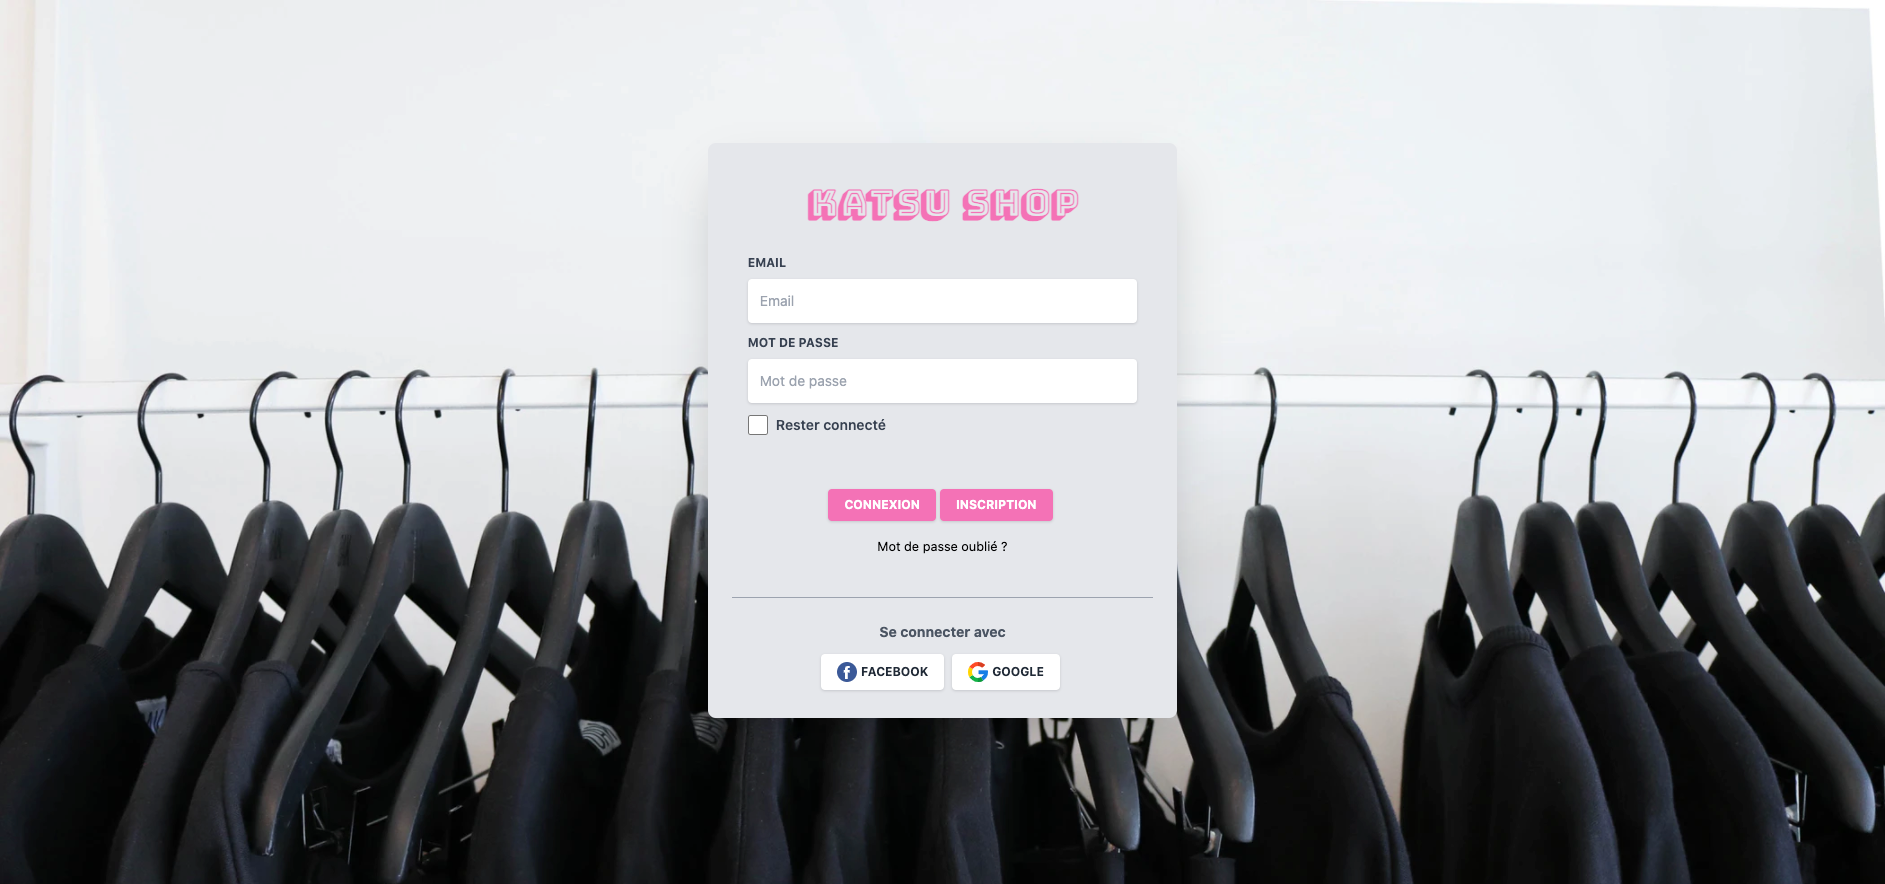 KATSU SHOP
EMAIL
Email
MOT DE PASSE
Mot de passe
Rester connecté
CONNEXION INSCRIPTION
Mot de passe oublié ?
Se connecter avec
FACEBOOK GOOGLE